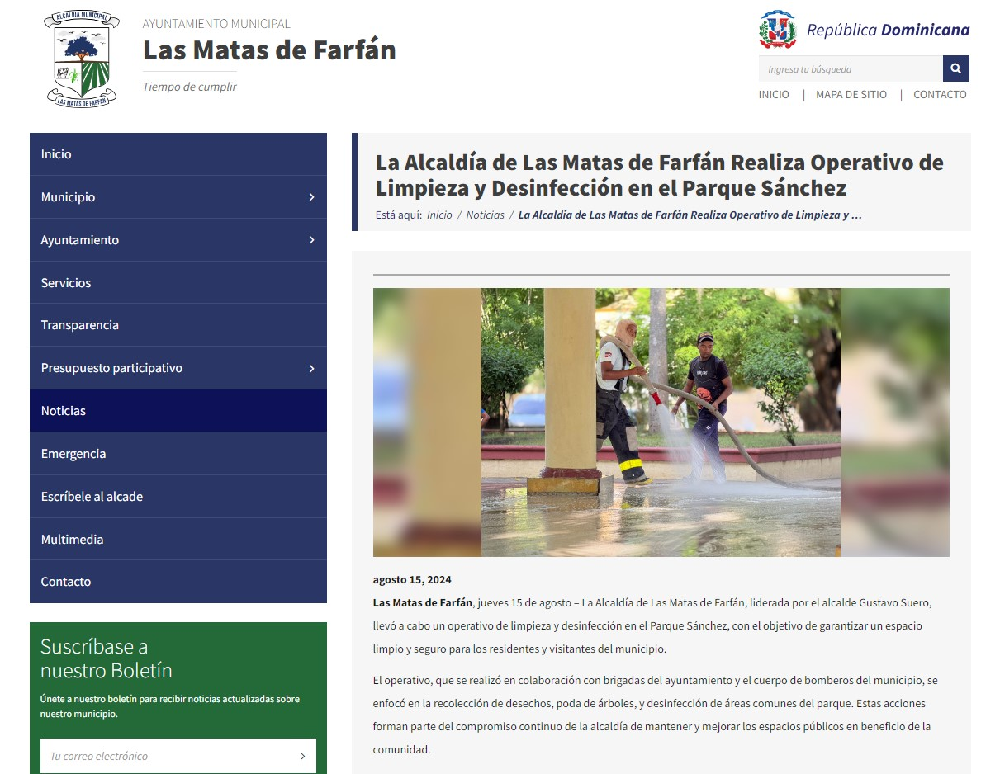 ALCALDÍA MUNICIPAL
LAS MATAS DE FARFÁN
AYUNTAMIENTO MUNICIPAL
Las Matas de Farfán
Tiempo de cumplir
República Dominicana
Ingresa tu búsqueda
INICIO | MAPA DE SITIO | CONTACTO
Inicio
Municipio
Ayuntamiento
Servicios
Transparencia
Presupuesto participativo
Noticias
Emergencia
Escríbele al alcade
Multimedia
Contacto
Suscríbase a
nuestro Boletín
Únete a nuestro boletín para recibir noticias actualizadas sobre
nuestro municipio.
Tu correo electrónico
La Alcaldía de Las Matas de Farfán Realiza Operativo de
Limpieza y Desinfección en el Parque Sánchez
Está aquí: Inicio / Noticias / La Alcaldía de Las Matas de Farfán Realiza Operativo de Limpieza y ...
agosto 15, 2024
Las Matas de Farfán, jueves 15 de agosto – La Alcaldía de Las Matas de Farfán, liderada por el alcalde Gustavo Suero,
llevó a cabo un operativo de limpieza y desinfección en el Parque Sánchez, con el objetivo de garantizar un espacio
limpio y seguro para los residentes y visitantes del municipio.
El operativo, que se realizó en colaboración con brigadas del ayuntamiento y el cuerpo de bomberos del municipio, se
enfocó en la recolección de desechos, poda de árboles, y desinfección de áreas comunes del parque. Estas acciones
forman parte del compromiso continuo de la alcaldía de mantener y mejorar los espacios públicos en beneficio de la
comunidad.